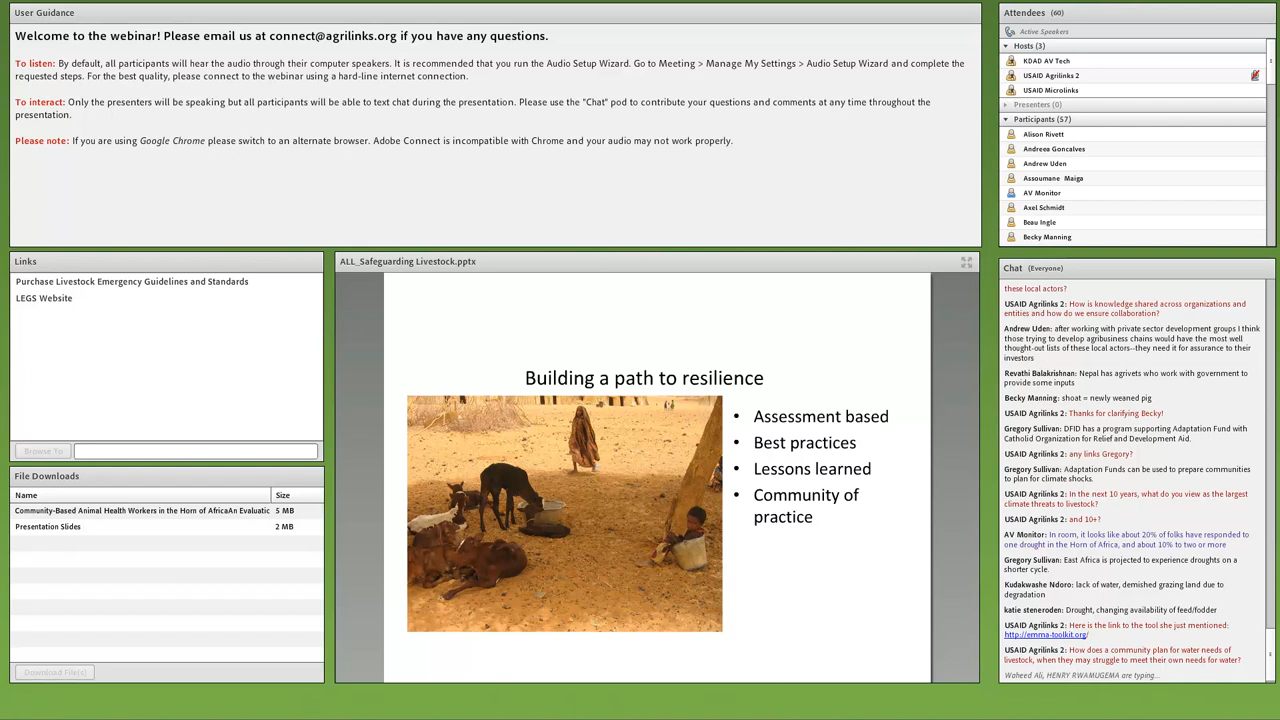 User Guidance
Welcome to the webinar! Please email us at connect@agrilinks.org if you have any questions.
To listen: By default, all participants will hear the audio through the computer speakers. It is recommended that you run the Audio Setup Wizard. Go to Meeting > Manage My Settings > Audio Setup Wizard and complete the
requested steps. For the best quality, please connect to the webinar using a hard-line internet connection.
To interact: Only the presenters will be speaking but all participants will be able to text chat during the presentation. Please use the "Chat" pod to contribute your questions and comments at any time throughout the
presentation.
Please note: If you are using Google Chrome please switch to an alternate browser. Adobe Connect is incompatible with Chrome and your audio may not work properly.
Links
Purchase Livestock Emergency Guidelines and Standards
LEGS Website
Browse To
File Downloads
Name Size
Community-Based Animal Health Workers in the Horn of AfricaAn Evaluatic 5 MB
Presentation Slides 2 MB
Download File(s)
ALL_Safeguarding Livestock.pptx
Building a path to resilience
• Assessment based
• Best practices
• Lessons learned
• Community of
practice
Attendees (60)
Active Speakers
Hosts (3)
KDAD AV Tech
USAID Agrilinks 2
USAID Microlinks
Presenters (0)
Participants (57)
Alison Rivett
Andreea Goncalves
Andrew Uden
Assoumane Maiga
AV Monitor
Axel Schmidt
Beau Ingle
Becky Manning
Chat (Everyone)
these local actors?
USAID Agrilinks 2: How is knowledge shared across organizations and
entities and how do we ensure collaboration?
Andrew Uden: after working with private sector development groups I think
those trying to develop agribusiness chains would have the most well
thought-out lists of these local actors--they need it for assurance to their
investors
Revathi Balakrishnan: Nepal has agrivets who work with government to
provide some inputs
Becky Manning: shoat = newly weaned pig
USAID Agrilinks 2: Thanks for clarifying Becky!
Gregory Sullivan: DFID has a program supporting Adaptation Fund with
Catholid Organization for Relief and Development Aid.
USAID Agrilinks 2: any links Gregory?
Gregory Sullivan: Adaptation Funds can be used to prepare communities
to plan for climate shocks.
USAID Agrilinks 2: In the next 10 years, what do you view as the largest
climate threats to livestock?
USAID Agrilinks 2: and 10+?
AV Monitor: In room, it looks like about 20% of folks have responded to
one drought in the Horn of Africa, and about 10% to two or more
Gregory Sullivan: East Africa is projected to experience droughts on a
shorter cycle.
Kudakwashe Ndoro: lack of water, demished grazing land due to
degradation
katie steneroden: Drought, changing availability of feed/fodder
USAID Agrilinks 2: Here is the link to the tool she just mentioned:
http://emma-toolkit.org/
USAID Agrilinks 2: How does a community plan for water needs of
livestock, when they may struggle to meet their own needs for water?
Waheed Ali, HENRY RWAMUGEMA are typing...